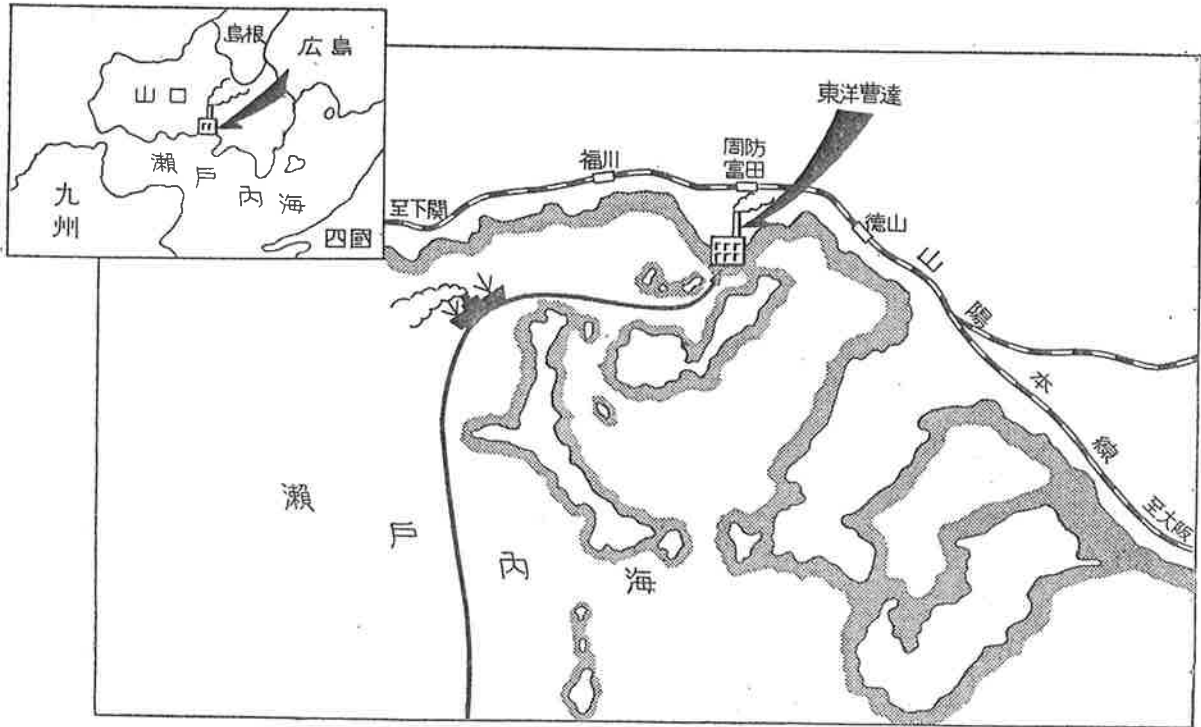 島根
広島
山口
瀬戸内海
九州
四國
東洋曹達
周防
富田
福川
至下關
徳山
山陽本線
至大阪
瀬戸内海